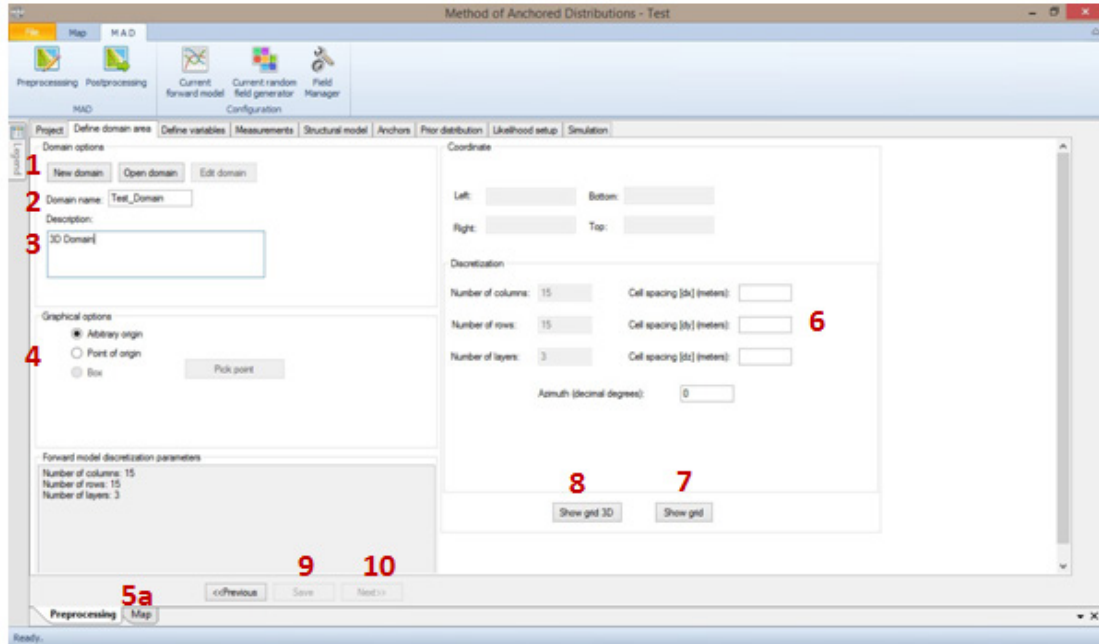 Method of Anchored Distributions - Test
File Map MAD
Preprocesssing Postprocessing
Current forward model
Current random field generator
Field Manager
MAD
Configuration
Project Define domain area Define variables Measurements Structural model Anchors Prior distribution Likelihood setup Simulation
Legend
Domain options
1
New domain Open domain Edit domain
2 Domain name: Test_Domain
Description:
3 3D Domain
Graphical options
Arbitrary origin
4 Point of origin
Box
Pick point
Forward model discretization parameters
Number of columns: 15
Number of rows: 15
Number of layers: 3
Coordinate
Left: Bottom:
Right: Top:
Discretization
Number of columns: 15 Cell spacing [dx] (meters):
Number of rows: 15 Cell spacing [dy] (meters): 6
Number of layers: 3 Cell spacing [dz] (meters):
Azimuth (decimal degrees): 0
8 7
Show grid 3D Show grid
9 10
<<Previous Save Next>>
5a
Preprocessing Map
Ready.